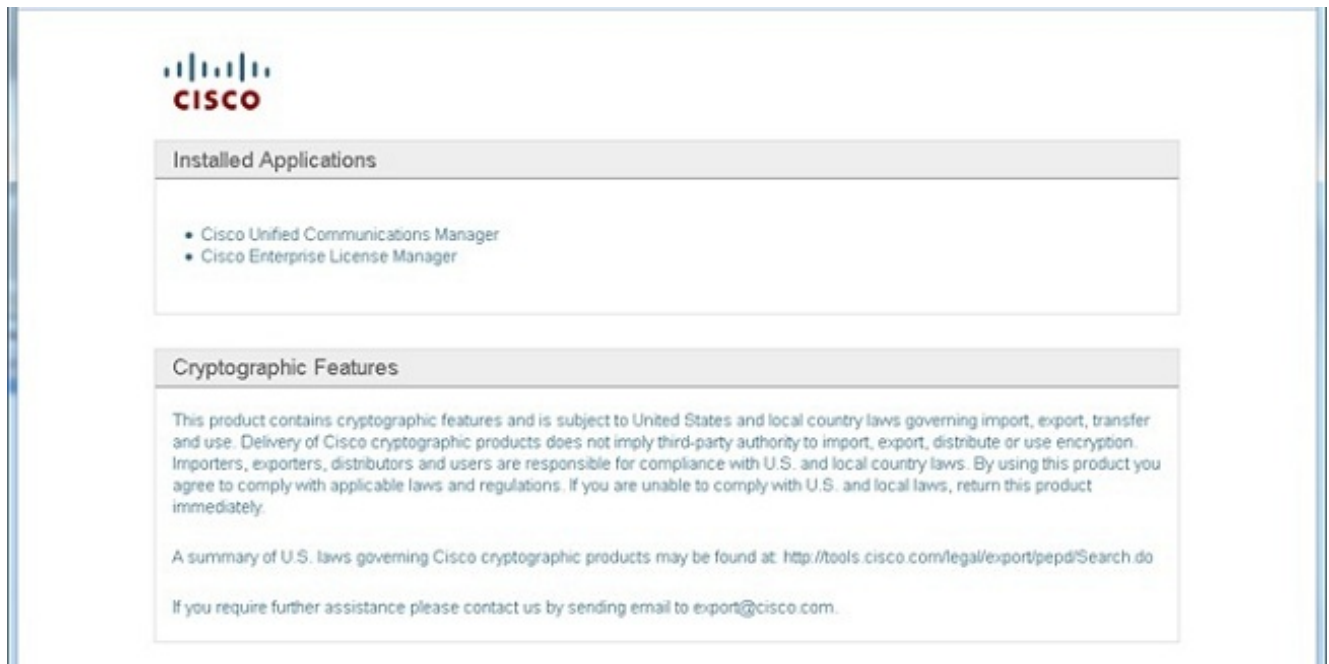 CISCO
Installed Applications
• Cisco Unified Communications Manager
• Cisco Enterprise License Manager
Cryptographic Features
This product contains cryptographic features and is subject to United States and local country laws governing import, export, transfer
and use. Delivery of Cisco cryptographic products does not imply third-party authority to import, export, distribute or use encryption.
Importers, exporters, distributors and users are responsible for compliance with U.S. and local country laws. By using this product you
agree to comply with applicable laws and regulations. If you are unable to comply with U.S. and local laws, return this product
immediately.
A summary of U.S. laws governing Cisco cryptographic products may be found at: http://tools.cisco.com/legal/export/pepd/Search.do
If you require further assistance please contact us by sending email to export@cisco.com.